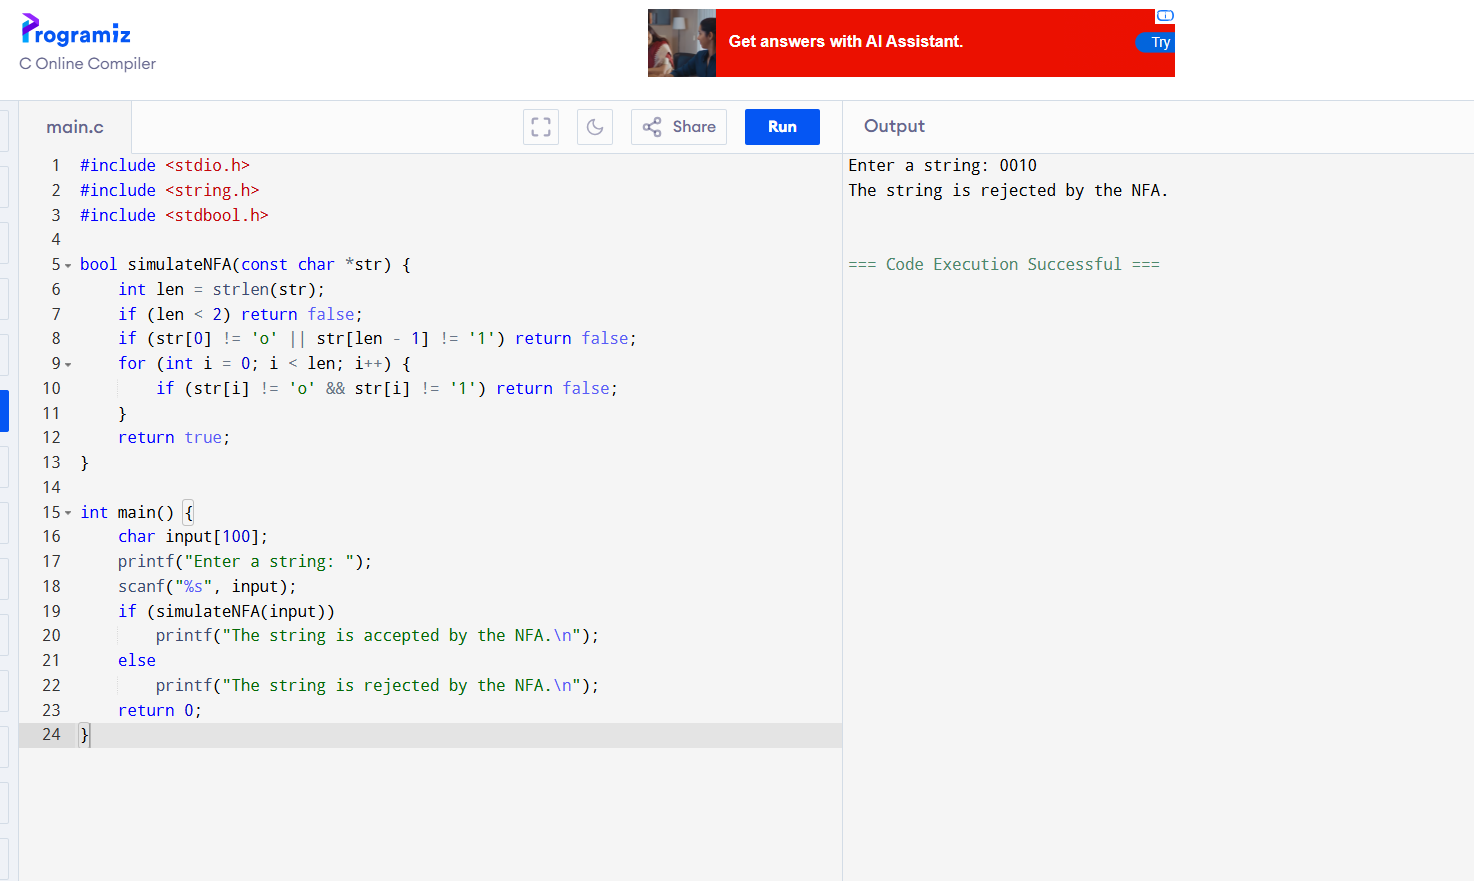 Programiz
C Online Compiler
Get answers with AI Assistant.
Try
main.c
Share
Run
Output
1 #include <stdio.h>
2 #include <string.h>
3 #include <stdbool.h>
4
5 bool simulateNFA(const char *str) {
6     int len = strlen(str);
7     if (len < 2) return false;
8     if (str[0] != 'o' || str[len - 1] != '1') return false;
9     for (int i = 0; i < len; i++) {
10         if (str[i] != 'o' && str[i] != '1') return false;
11     }
12     return true;
13 }
14
15 int main() {
16     char input[100];
17     printf("Enter a string: ");
18     scanf("%s", input);
19     if (simulateNFA(input))
20         printf("The string is accepted by the NFA.\n");
21     else
22         printf("The string is rejected by the NFA.\n");
23     return 0;
24 }
Enter a string: 0010
The string is rejected by the NFA.
=== Code Execution Successful ===